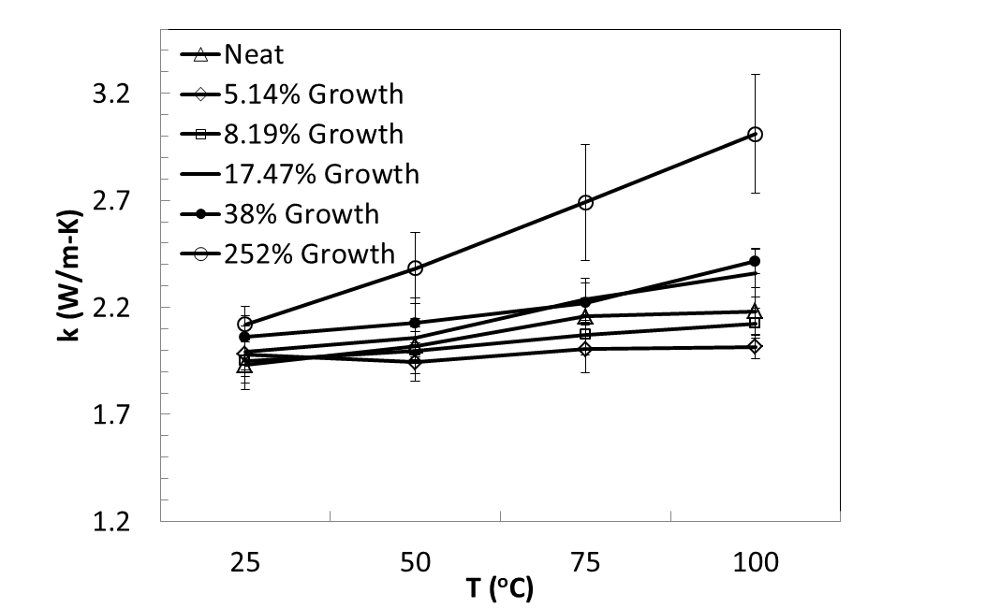 Neat
5.14% Growth
8.19% Growth
17.47% Growth
38% Growth
252% Growth
3.2
2.7
2.2
1.7
1.2
k (W/m-K)
25 50 75 100
T (°C)